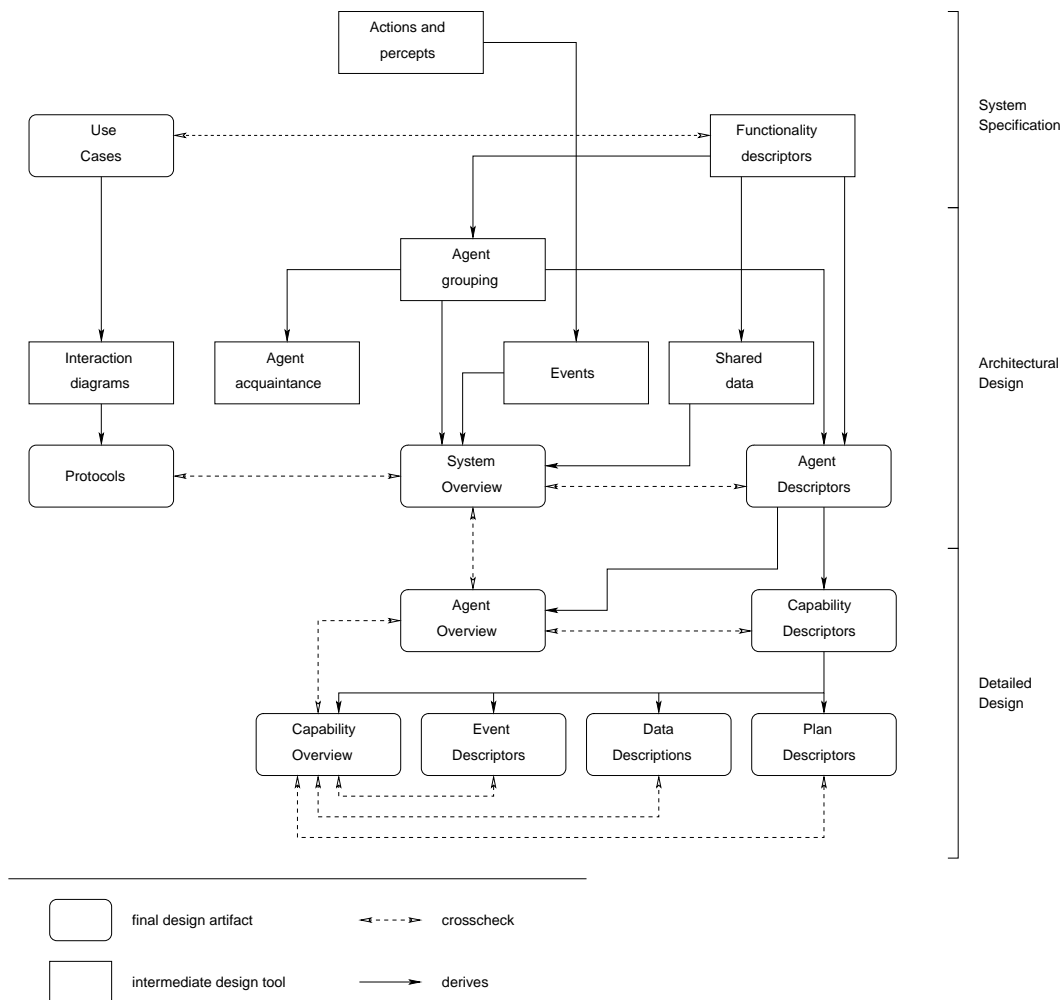 Actions and
percepts
System
Specification
Use
Cases
Functionality
descriptors
Agent
grouping
Interaction
diagrams
Agent
acquaintance
Events
Shared
data
Architectural
Design
Protocols
System
Overview
Agent
Descriptors
Agent
Overview
Capability
Descriptors
Detailed
Design
Capability
Overview
Event
Descriptors
Data
Descriptions
Plan
Descriptors
final design artifact
crosscheck
intermediate design tool
derives